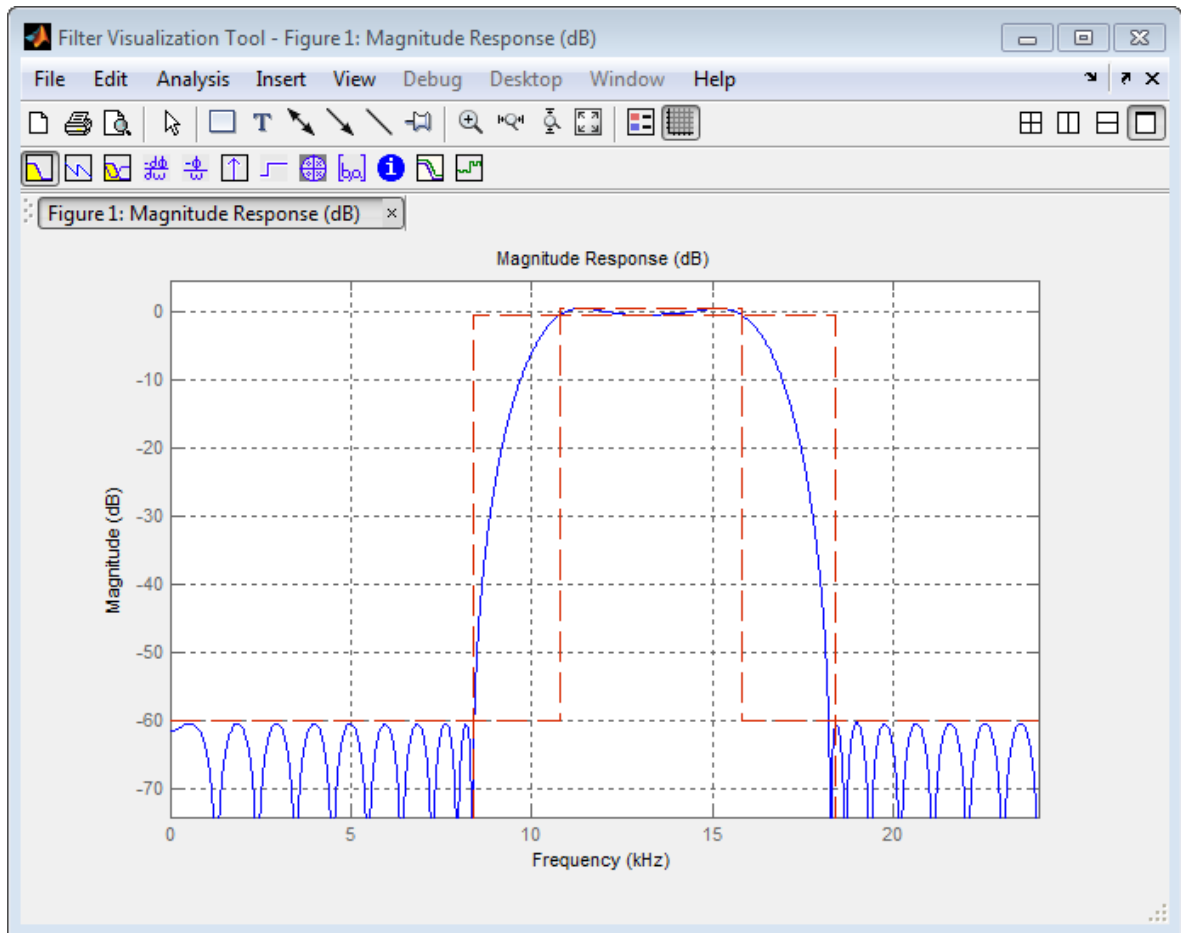 Filter Visualization Tool - Figure 1: Magnitude Response (dB)
File Edit Analysis Insert View Debug Desktop Window Help
Figure 1: Magnitude Response (dB)
Magnitude Response (dB)
0
-10
-20
-30
-40
-50
-60
-70
Magnitude (dB)
0 5 10 15 20
Frequency (kHz)